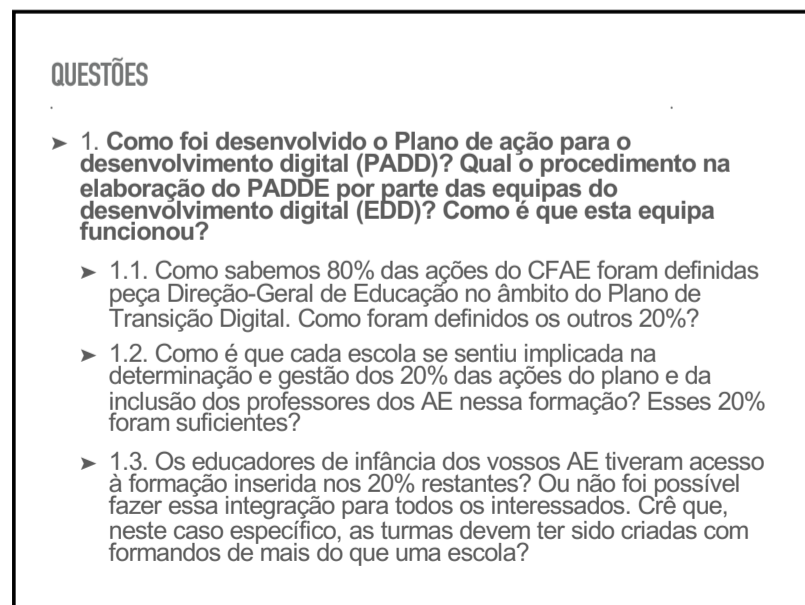 QUESTÕES
➤ 1. Como foi desenvolvido o Plano de ação para o
desenvolvimento digital (PADD)? Qual o procedimento na
elaboração do PADDE por parte das equipas do
desenvolvimento digital (EDD)? Como é que esta equipa
funcionou?
➤ 1.1. Como sabemos 80% das ações do CFAE foram definidas
peça Direção-Geral de Educação no âmbito do Plano de
Transição Digital. Como foram definidos os outros 20%?
➤ 1.2. Como é que cada escola se sentiu implicada na
determinação e gestão dos 20% das ações do plano e da
inclusão dos professores dos AE nessa formação? Esses 20%
foram suficientes?
➤ 1.3. Os educadores de infância dos vossos AE tiveram acesso
à formação inserida nos 20% restantes? Ou não foi possível
fazer essa integração para todos os interessados. Crê que,
neste caso específico, as turmas devem ter sido criadas com
formandos de mais do que uma escola?